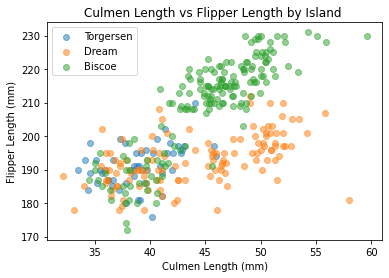 Culmen Length vs Flipper Length by Island
Torgersen
Dream
Biscoe
Flipper Length (mm)
230
220
210
200
190
180
170
35 40 45 50 55 60
Culmen Length (mm)